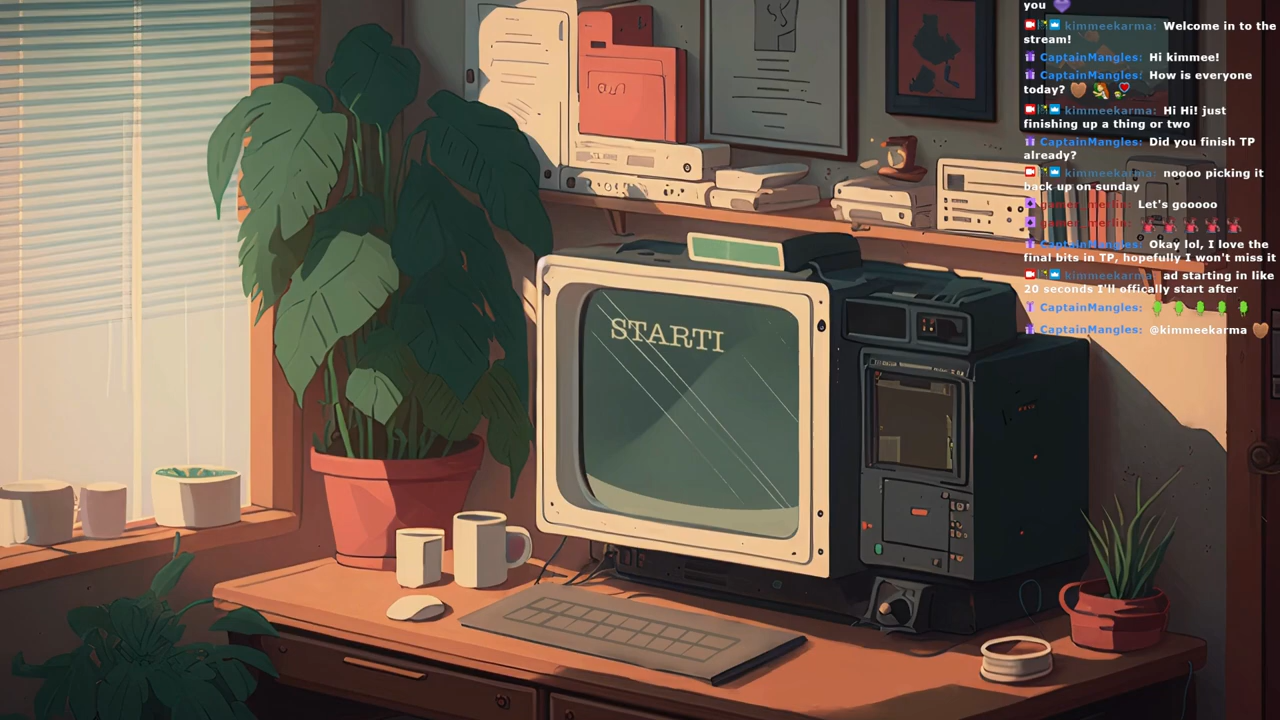 you
kimmeekarma: Welcome in to the
stream!
CaptainMangles: Hi kimmee!
CaptainMangles: How is everyone
today?
kimmeekarma: Hi Hi! just
finishing up a thing or two
CaptainMangles: Did you finish TP
already?
kimmeekarma: noooo picking it
back up on sunday
gamer_merlin: Let's gooooo
gamer_merlin:
CaptainMangles: Okay lol, I love the
final bits in TP, hopefully I won't miss it
kimmeekarma: ad starting in like
20 seconds I'll offically start after
CaptainMangles:
CaptainMangles: @kimmeekarma
STARTI